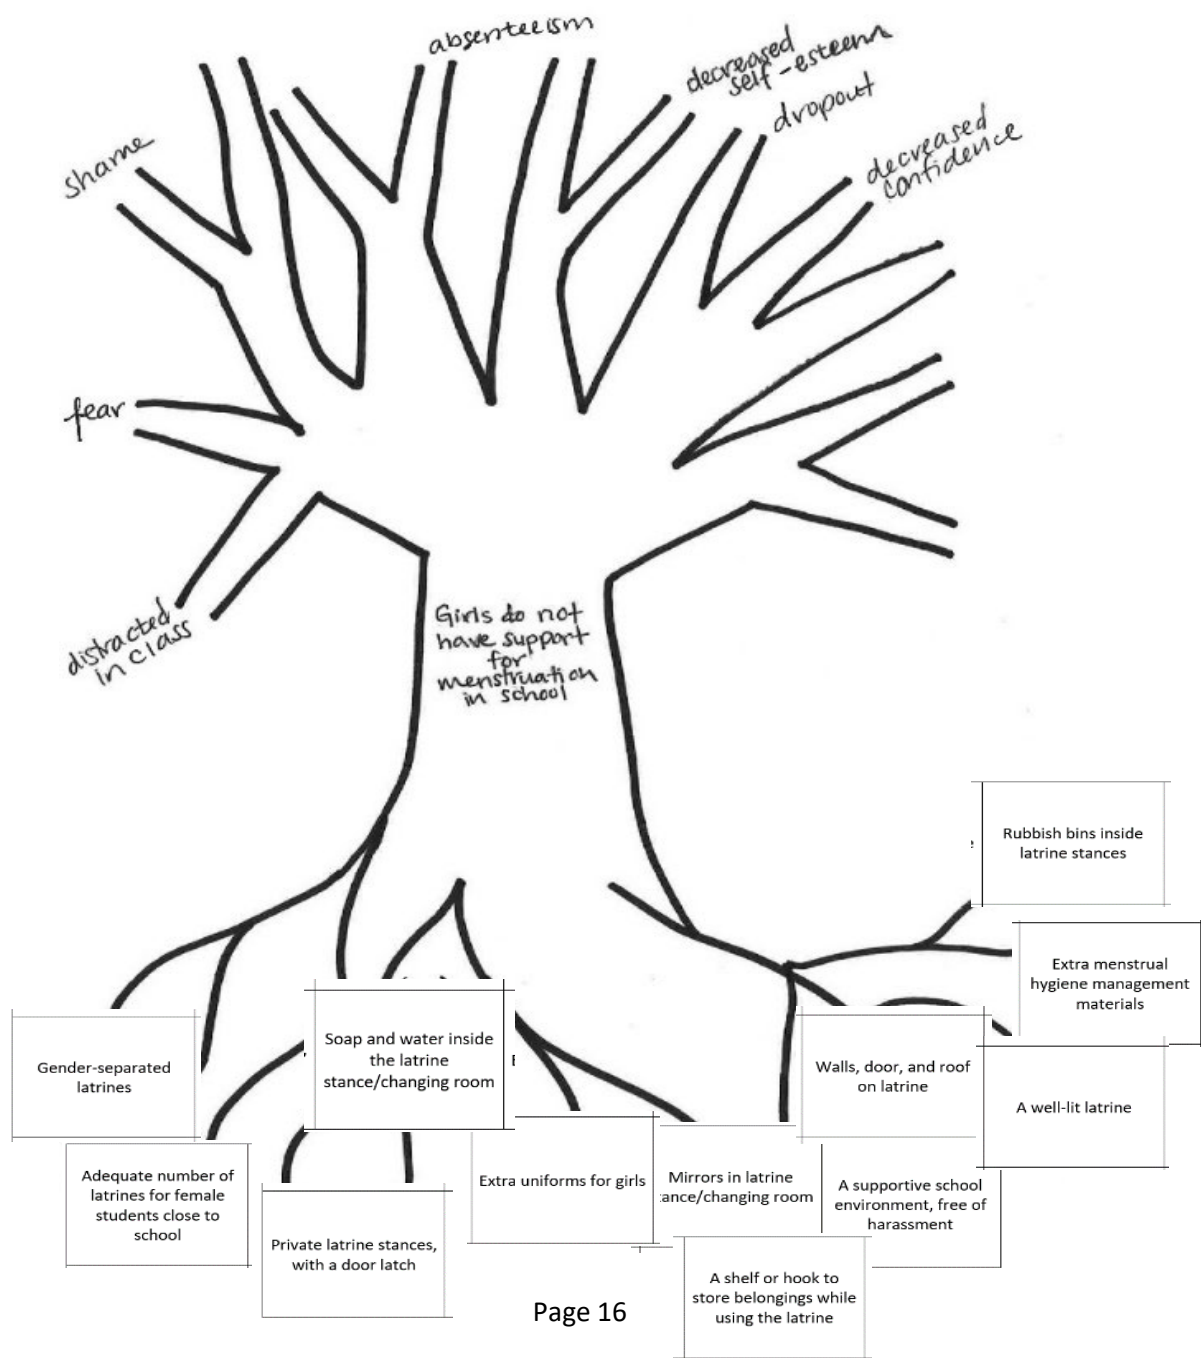 absenteeism
decreased
self-esteem
dropout
decreased
confidence
shame
fear
distracted
in class
Girls do not
have support
for
menstruation
in school
Rubbish bins inside
latrine stances
Extra menstrual
hygiene management
materials
Soap and water inside
the latrine
stance/changing room
Gender-separated
latrines
Walls, door, and roof
on latrine
A well-lit latrine
Adequate number of
latrines for female
students close to
school
Extra uniforms for girls
Mirrors in latrine
ance/changing room
A supportive school
environment, free of
harassment
Private latrine stances,
with a door latch
A shelf or hook to
store belongings while
using the latrine
Page 16